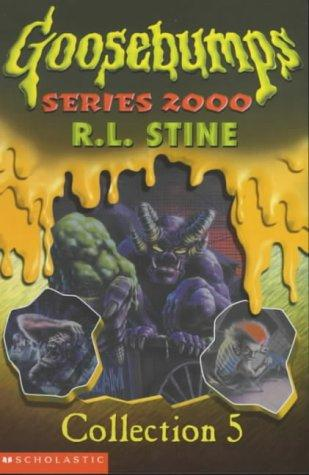 Goosebumps
SERIES 2000
R.L. STINE
Collection 5
SCHOLASTIC